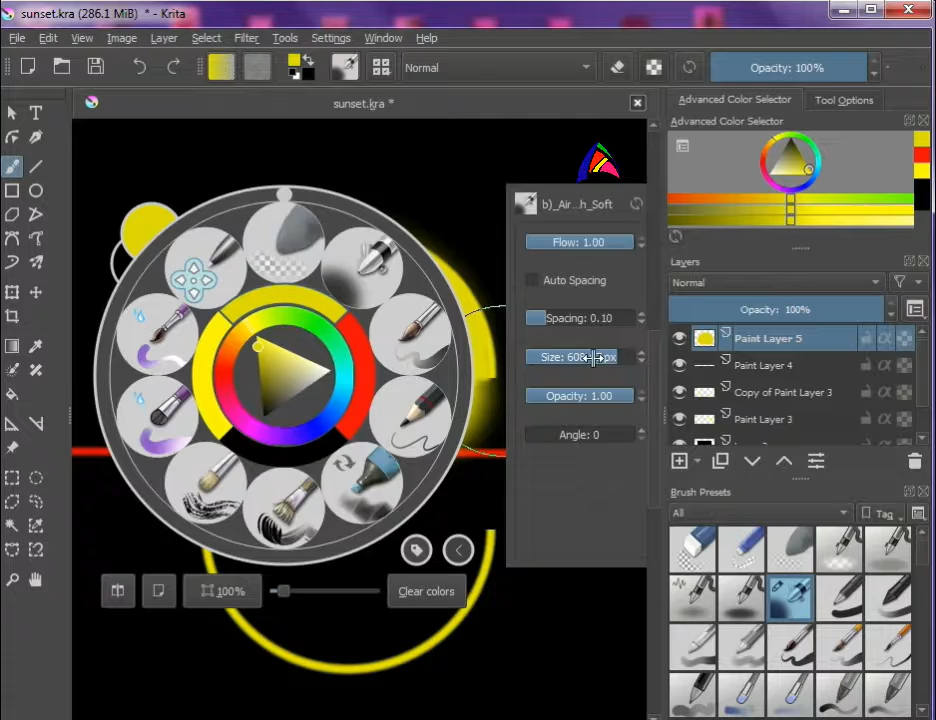 sunset.kra (286.1 MiB) * - Krita
File Edit View Image Layer Select Filter Tools Settings Window Help
Normal
Opacity: 100%
sunset.kra *
Advanced Color Selector
Tool Options
Advanced Color Selector
b)_Air...h_Soft
Flow: 1.00
Auto Spacing
Spacing: 0.10
px
Opacity: 1.00
Angle: 0
Layers
Normal
Opacity: 100%
Paint Layer 5
Paint Layer 4
Copy of Paint Layer 3
Paint Layer 3
Brush Presets
All
Tag
100%
Clear colors